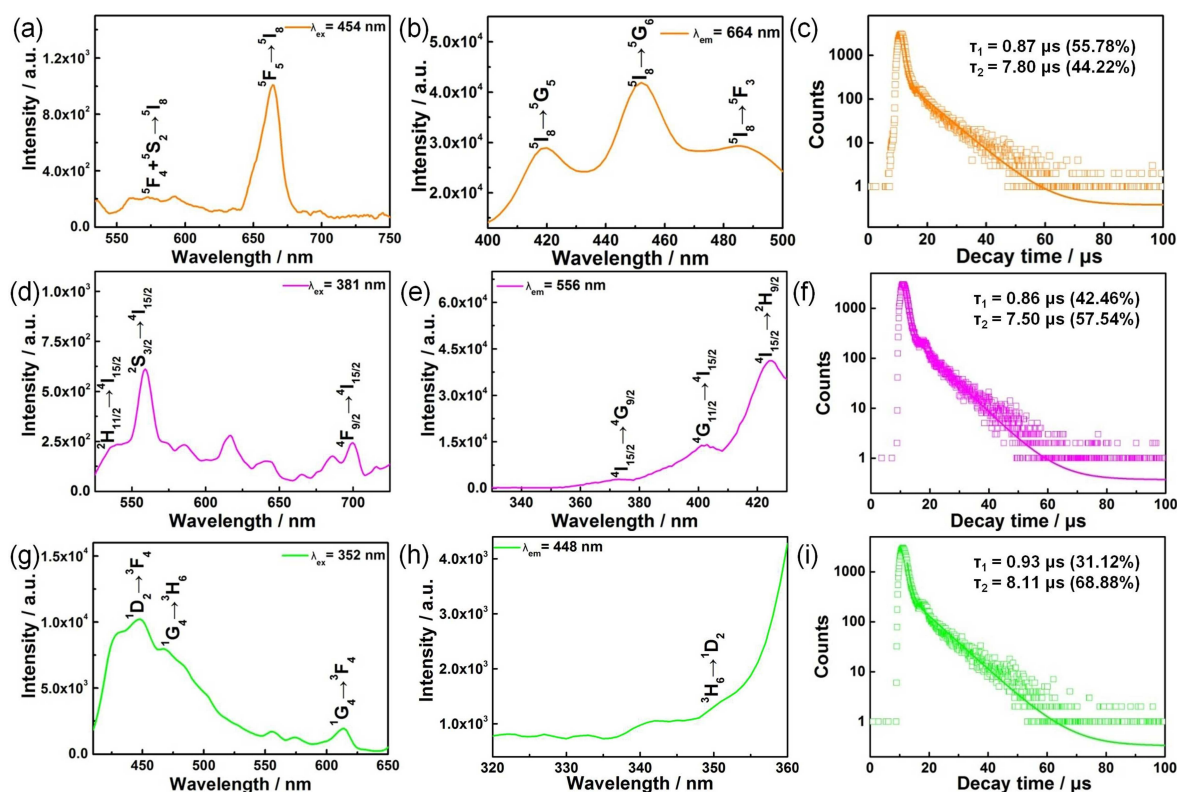 (a)
λex = 454 nm
⁵F₄+⁵S₂→⁵I₈
⁵F₅→⁵I₈
Intensity / a.u.
1.2x10³
8.0x10²
4.0x10²
0.0
550 600 650 700 750
Wavelength / nm
(b)
λem = 664 nm
⁵I₈→⁵G₅
⁵I₈→⁵G₆
⁵I₈→⁵F₃
Intensity / a.u.
5.0x10⁴
4.0x10⁴
3.0x10⁴
2.0x10⁴
400 420 440 460 480 500
Wavelength / nm
(c)
τ₁ = 0.87 μs (55.78%)
τ₂ = 7.80 μs (44.22%)
Counts
1000
100
10
1
0 20 40 60 80 100
Decay time / μs
(d)
λex = 381 nm
²H₁₁/₂→⁴I₁₅/₂
²S₃/₂→⁴I₁₅/₂
⁴F₉/₂→⁴I₁₅/₂
Intensity / a.u.
1.0x10³
7.5x10²
5.0x10²
2.5x10²
0.0
550 600 650 700
Wavelength / nm
(e)
λem = 556 nm
⁴I₁₅/₂→⁴G₉/₂
⁴G₁₁/₂→⁴I₁₅/₂
⁴I₁₅/₂→²H₉/₂
Intensity / a.u.
6.0x10⁴
4.5x10⁴
3.0x10⁴
1.5x10⁴
0.0
340 360 380 400 420
Wavelength / nm
(f)
τ₁ = 0.86 μs (42.46%)
τ₂ = 7.50 μs (57.54%)
Counts
1000
100
10
1
0 20 40 60 80 100
Decay time / μs
(g)
λex = 352 nm
¹D₂→³F₄
¹G₄→³H₆
¹G₄→³F₄
Intensity / a.u.
1.5x10⁴
1.0x10⁴
5.0x10³
0.0
450 500 550 600 650
Wavelength / nm
(h)
λem = 448 nm
³H₆→¹D₂
Intensity / a.u.
4.0x10³
3.0x10³
2.0x10³
1.0x10³
320 330 340 350 360
Wavelength / nm
(i)
τ₁ = 0.93 μs (31.12%)
τ₂ = 8.11 μs (68.88%)
Counts
1000
100
10
1
0 20 40 60 80 100
Decay time / μs